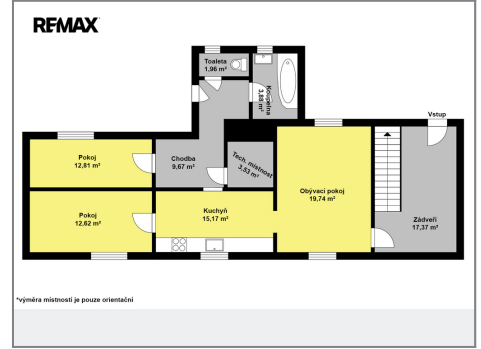 RE/MAX
Toaleta
1,96 m²
Koupelna
3,88 m²
Vstup
Pokoj
12,81 m²
Chodba
9,67 m²
Tech. místnost
3,53 m²
Obývací pokoj
19,74 m²
Pokoj
12,62 m²
Kuchyň
15,17 m²
Zádveří
17,37 m²
*výměra místností je pouze orientační